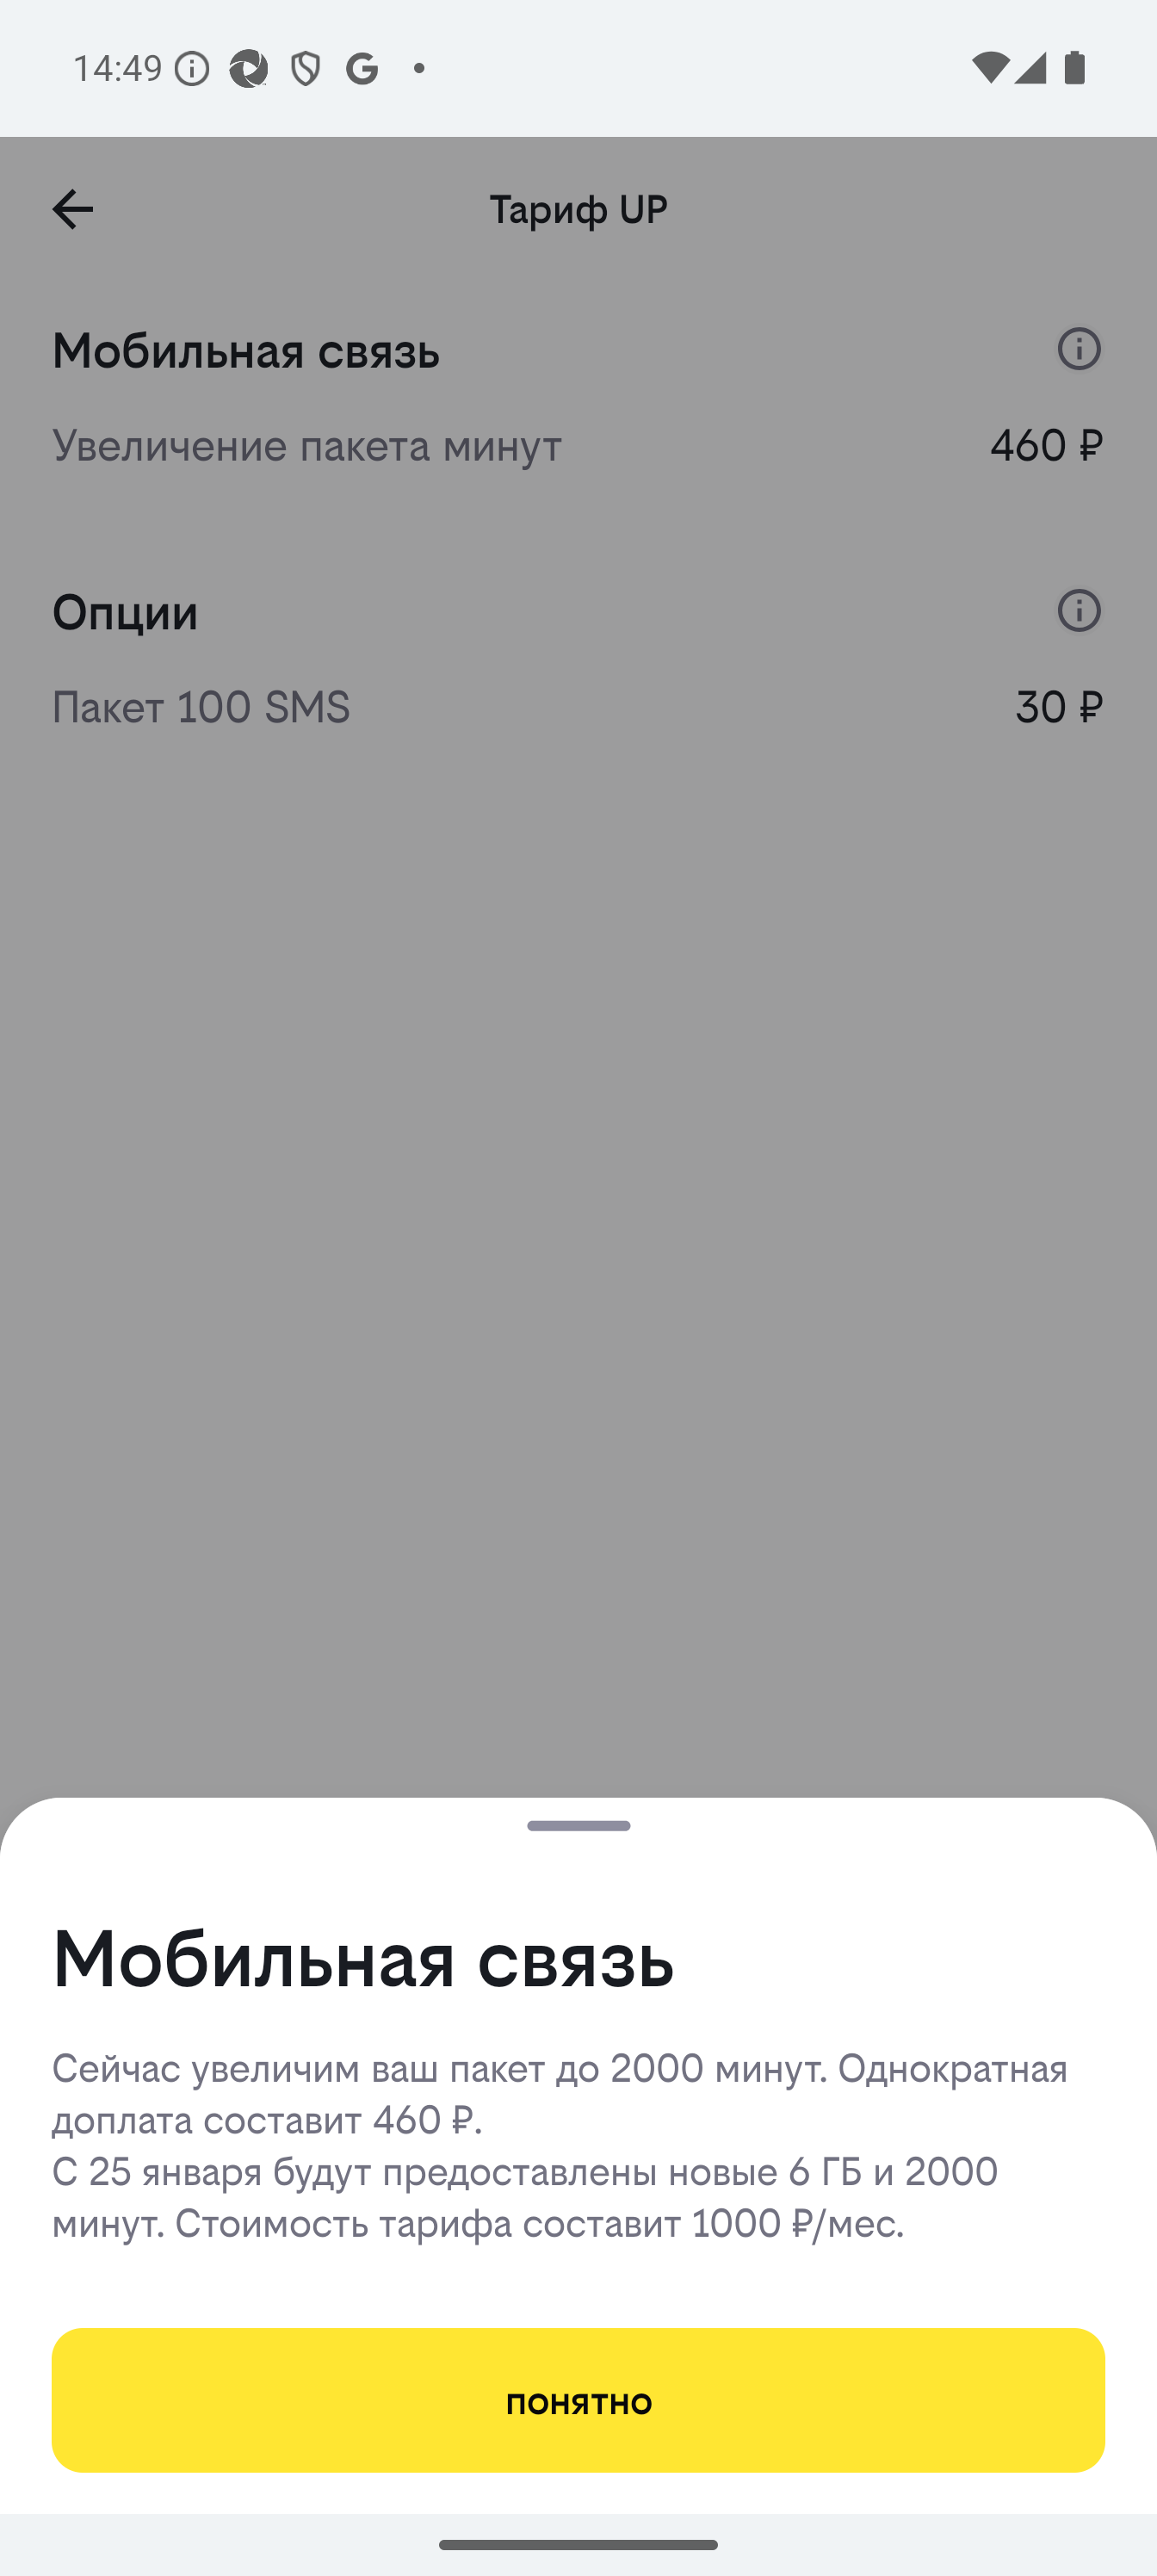 14:49
Тариф UP
Мобильная связь
Увеличение пакета минут 460 ₽
Опции
Пакет 100 SMS 30 ₽
Мобильная связь
Сейчас увеличим ваш пакет до 2000 минут. Однократная
доплата составит 460 ₽.
С 25 января будут предоставлены новые 6 ГБ и 2000
минут. Стоимость тарифа составит 1000 ₽/мес.
понятно